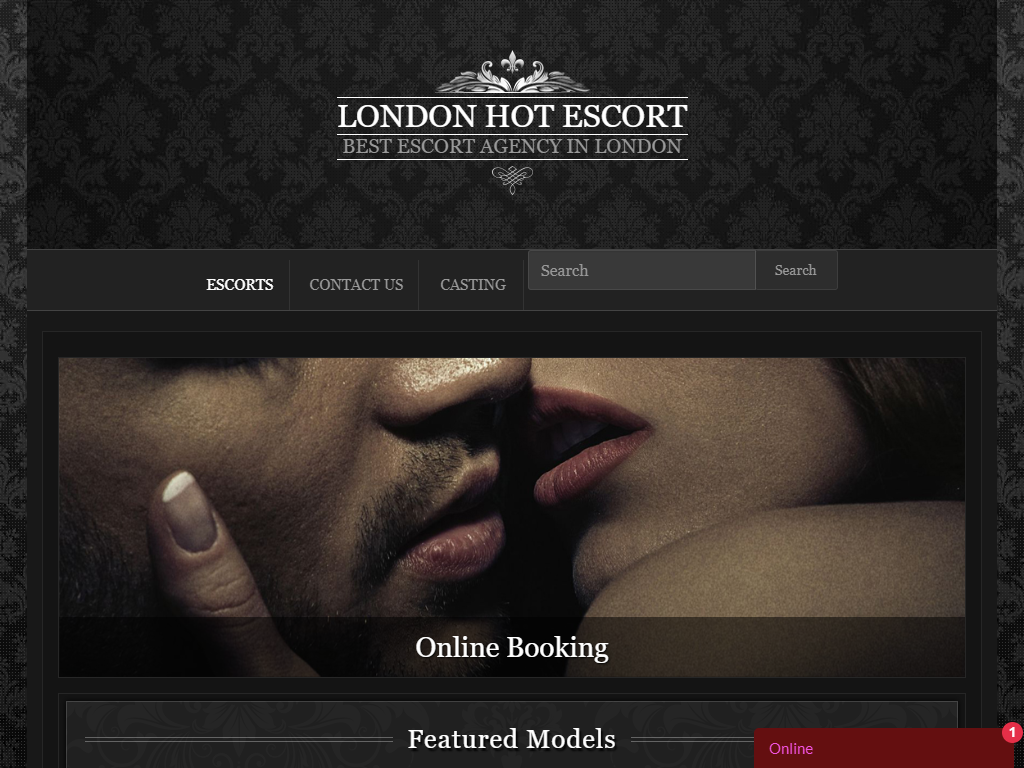 LONDON HOT ESCORT
BEST ESCORT AGENCY IN LONDON
ESCORTS
CONTACT US
CASTING
Search
Search
Online Booking
Featured Models
1
Online